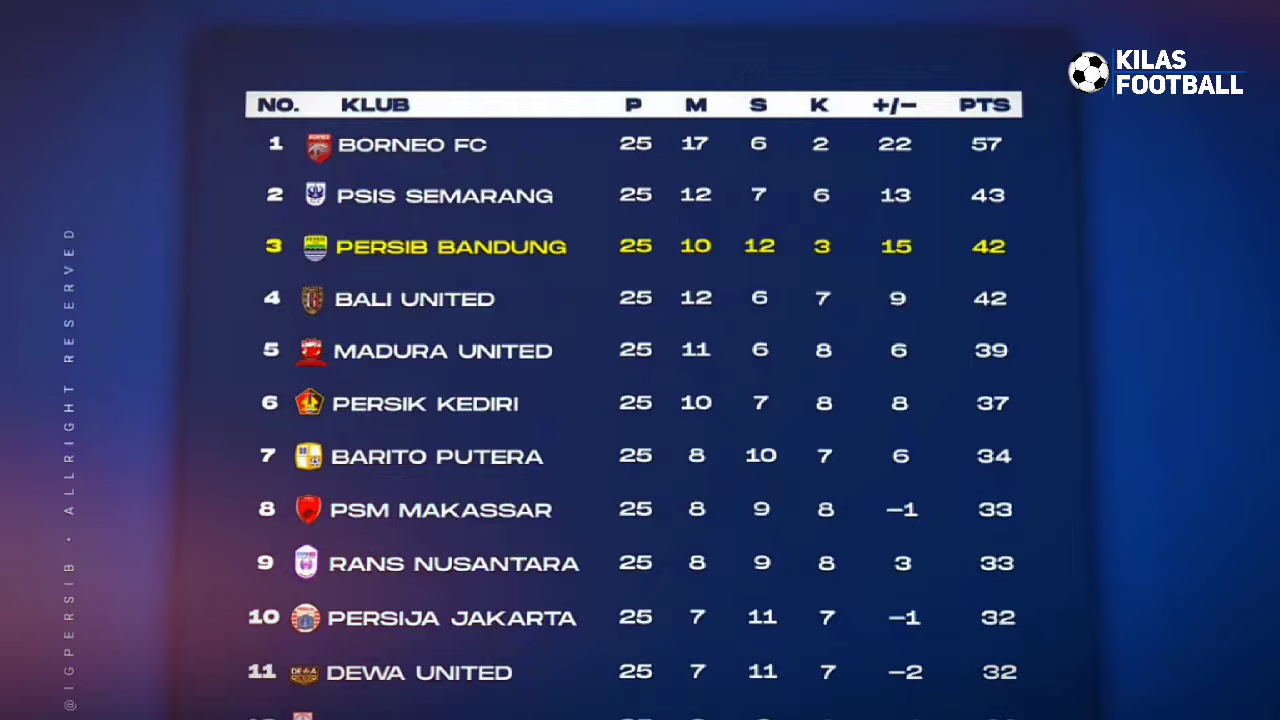 KILAS
FOOTBALL
NO. KLUB P M S K +/− PTS
1 BORNEO FC 25 17 6 2 22 57
2 PSIS SEMARANG 25 12 7 6 13 43
3 PERSIB BANDUNG 25 10 12 3 15 42
4 BALI UNITED 25 12 6 7 9 42
5 MADURA UNITED 25 11 6 8 6 39
6 PERSIK KEDIRI 25 10 7 8 8 37
7 BARITO PUTERA 25 8 10 7 6 34
8 PSM MAKASSAR 25 8 9 8 −1 33
9 RANS NUSANTARA 25 8 9 8 3 33
10 PERSIJA JAKARTA 25 7 11 7 −1 32
11 DEWA UNITED 25 7 11 7 −2 32
@IGPERSIB • ALLRIGHT RESERVED